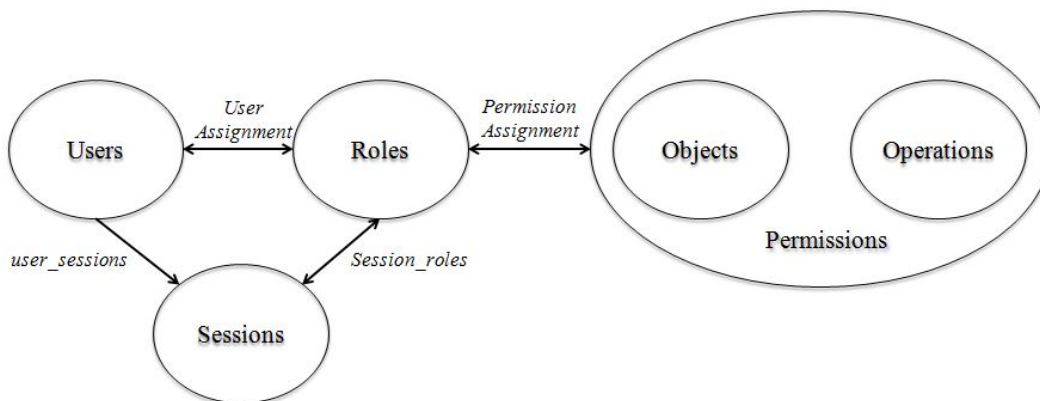 User
Assignment
Permission
Assignment
Users
Roles
Objects
Operations
Permissions
user_sessions
Session_roles
Sessions